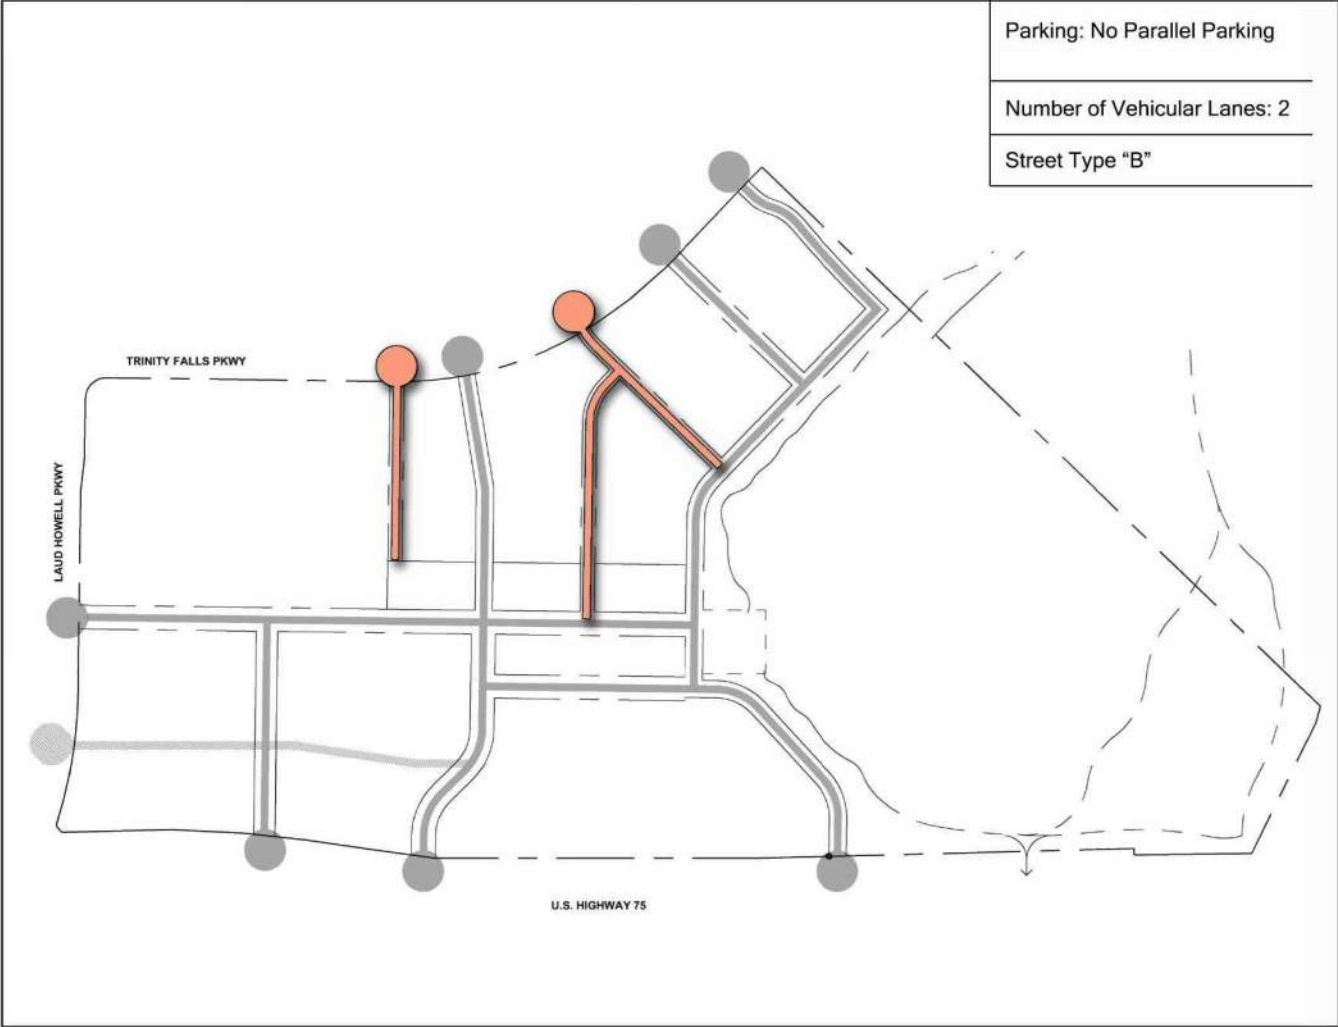 Parking: No Parallel Parking
Number of Vehicular Lanes: 2
Street Type “B”
TRINITY FALLS PKWY
LAUD HOWELL PKWY
U.S. HIGHWAY 75